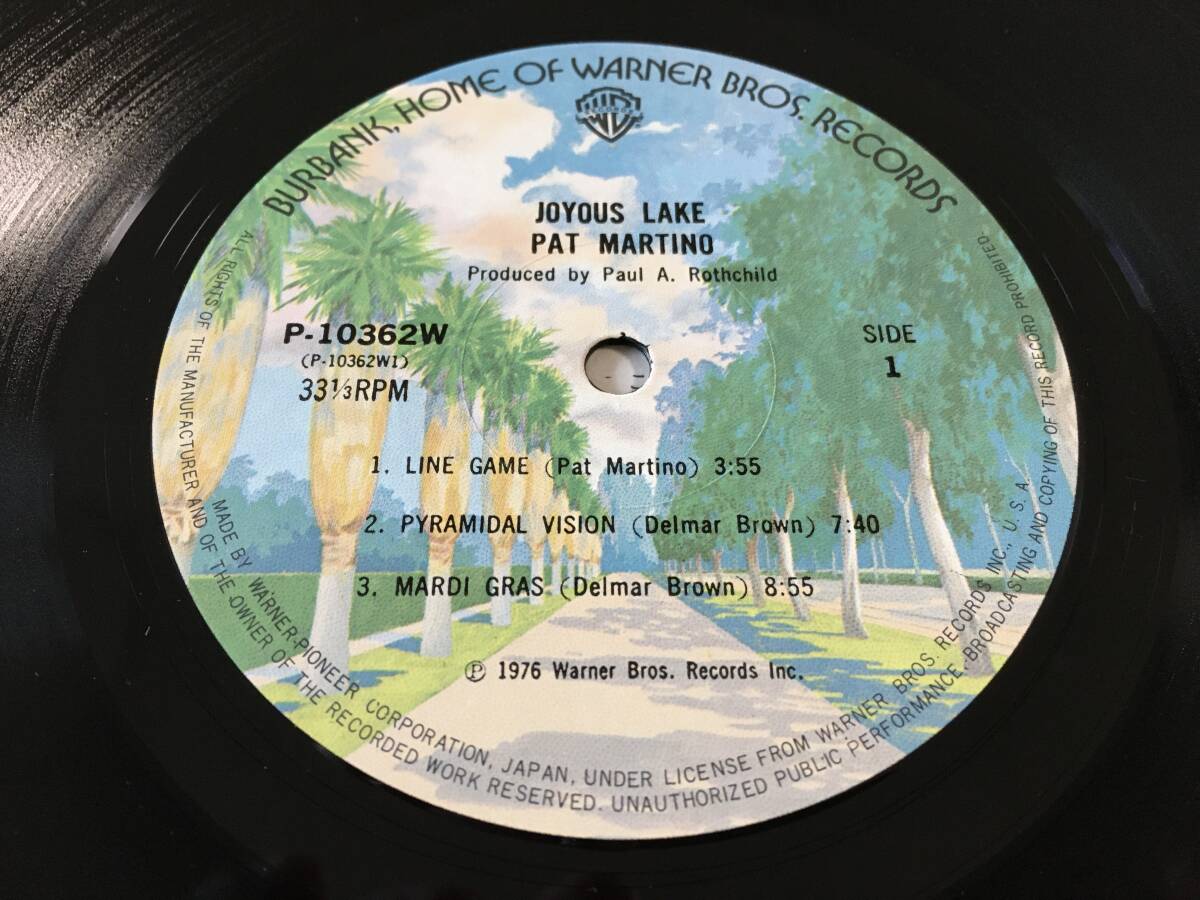 BURBANK, HOME OF WARNER BROS. RECORDS
WB
RECORDS
JOYOUS LAKE
PAT MARTINO
Produced by Paul A. Rothchild
P-10362W
(P-10362W1)
33⅓RPM
SIDE
1
1. LINE GAME (Pat Martino) 3:55
2. PYRAMIDAL VISION (Delmar Brown) 7:40
3. MARDI GRAS (Delmar Brown) 8:55
Ⓟ 1976 Warner Bros. Records Inc.
MADE BY WARNER-PIONEER CORPORATION, JAPAN, UNDER LICENSE FROM WARNER BROS. RECORDS INC., U.S.A.
ALL RIGHTS OF THE MANUFACTURER AND OF THE OWNER OF THE RECORDED WORK RESERVED. UNAUTHORIZED PUBLIC PERFORMANCE, BROADCASTING AND COPYING OF THIS RECORD PROHIBITED.